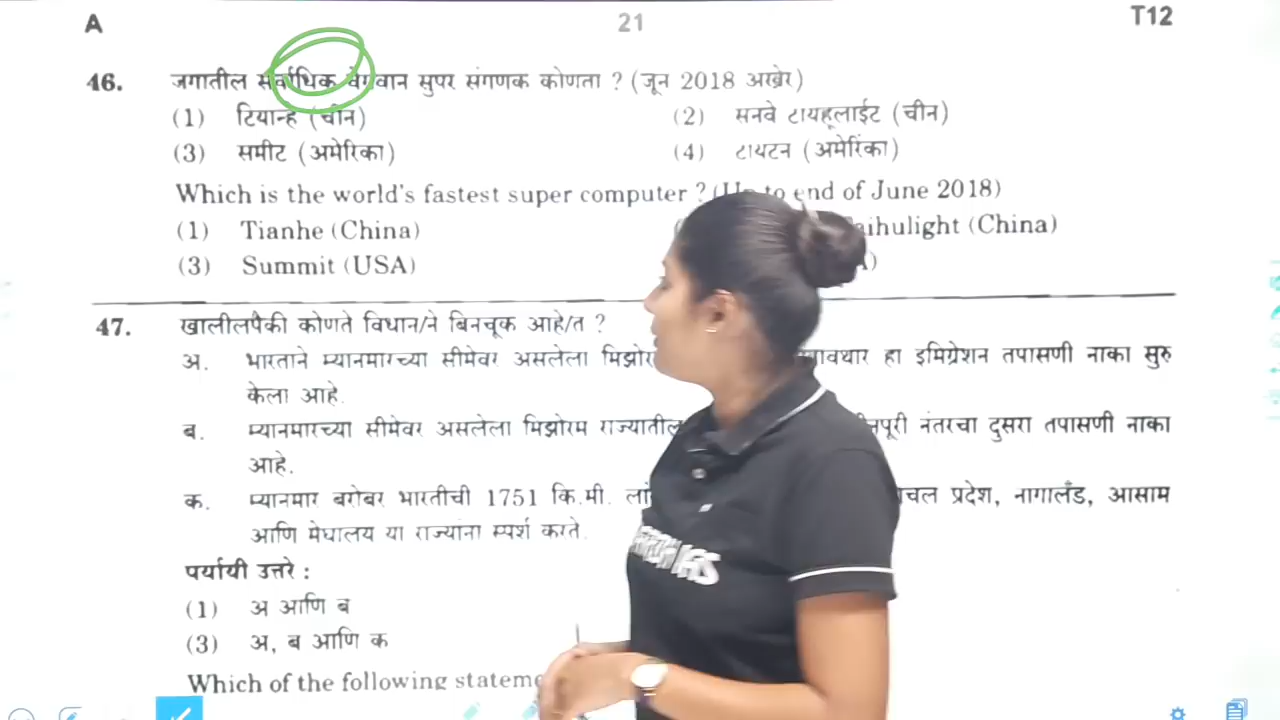 A 21 T12
46. जगातील सर्वाधिक वेगवान सुपर संगणक कोणता ? (जून 2018 अखेर)
(1) टियान्ह (चीन) (2) सनवे टायहूलाईट (चीन)
(3) समीट (अमेरिका) (4) टायटन (अमेरिका)
Which is the world's fastest super computer ? (Up to end of June 2018)
(1) Tianhe (China) aihulight (China)
(3) Summit (USA)
47. खालीलपैकी कोणते विधान/ने बिनचूक आहे/त ?
अ. भारताने म्यानमारच्या सीमेवर असलेला हा इमिग्रेशन तपासणी नाका सुरु
केला आहे.
ब. म्यानमारच्या सीमेवर असलेला मिझोरम राज्यातील नंतरचा दुसरा तपासणी नाका
आहे.
क. म्यानमार बरोबर भारतीची 1751 कि.मी. प्रदेश, नागालँड, आसाम
आणि मेघालय या राज्यांना स्पर्श करते.
पर्यायी उत्तरे :
(1) अ आणि ब
(3) अ, ब आणि क
Which of the following